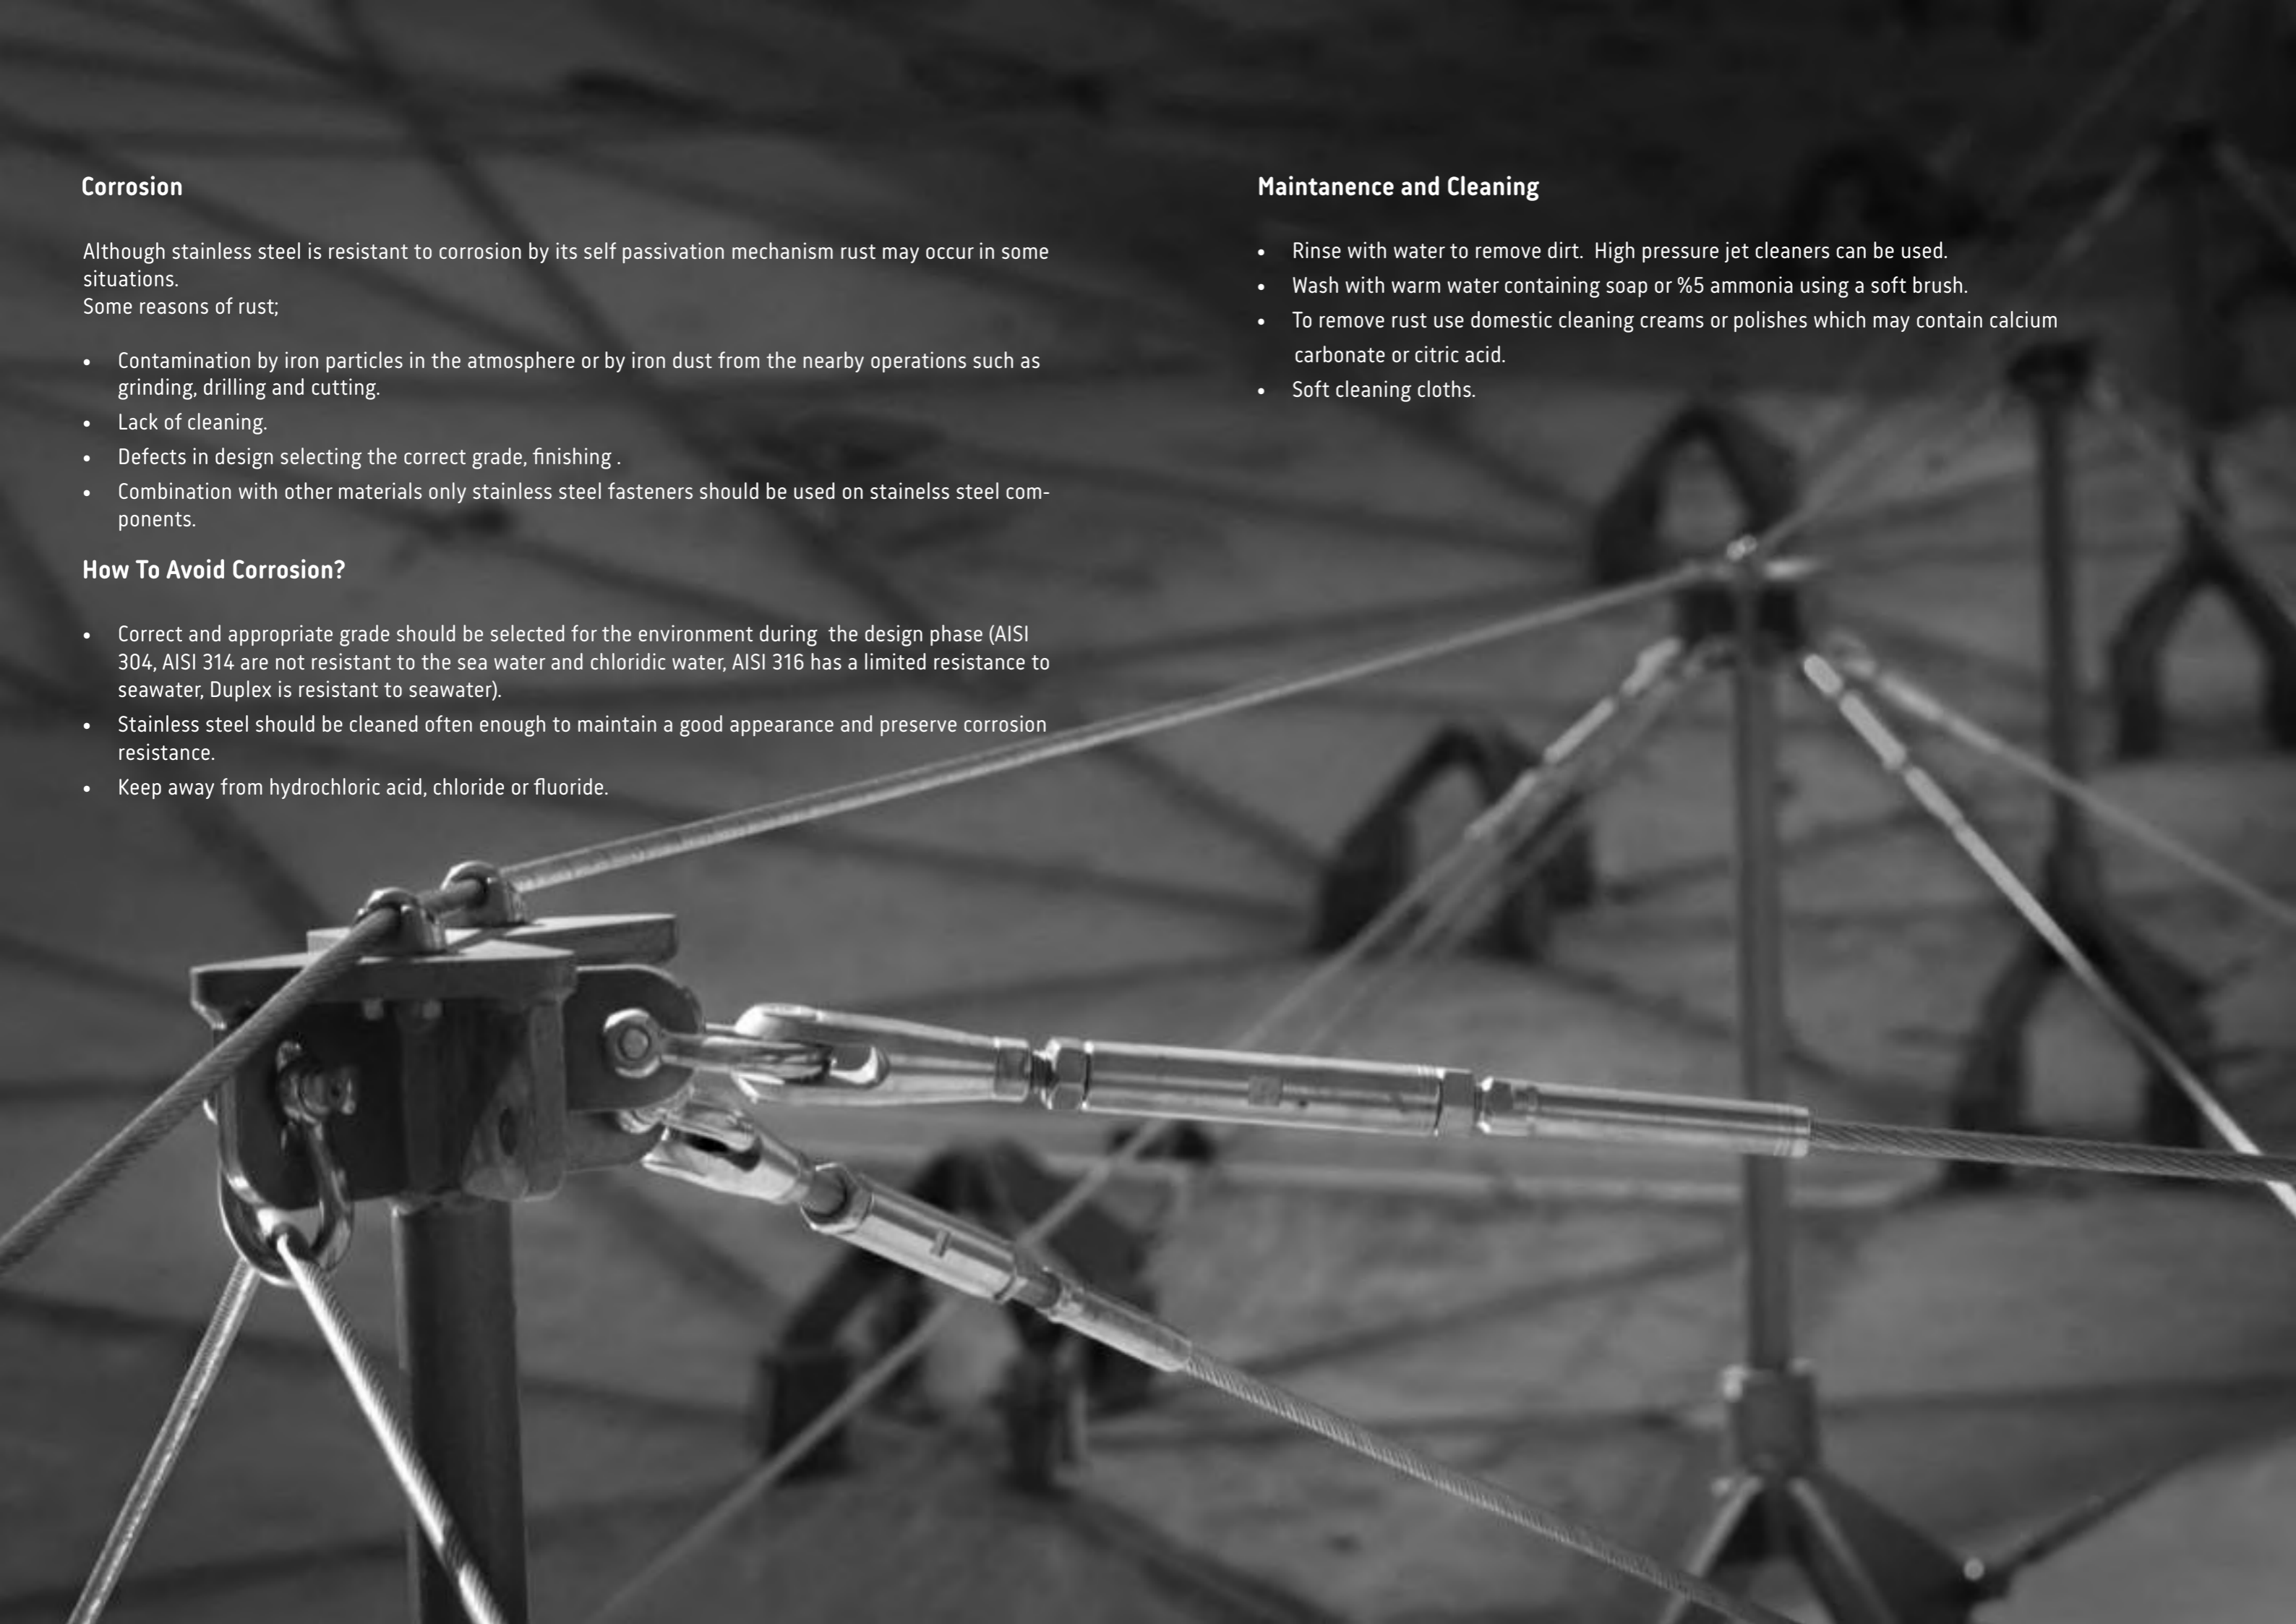 Corrosion
Although stainless steel is resistant to corrosion by its self passivation mechanism rust may occur in some
situations.
Some reasons of rust;
• Contamination by iron particles in the atmosphere or by iron dust from the nearby operations such as
grinding, drilling and cutting.
• Lack of cleaning.
• Defects in design selecting the correct grade, finishing .
• Combination with other materials only stainless steel fasteners should be used on stainelss steel com-
ponents.
How To Avoid Corrosion?
• Correct and appropriate grade should be selected for the environment during  the design phase (AISI
304, AISI 314 are not resistant to the sea water and chloridic water, AISI 316 has a limited resistance to
seawater, Duplex is resistant to seawater).
• Stainless steel should be cleaned often enough to maintain a good appearance and preserve corrosion
resistance.
• Keep away from hydrochloric acid, chloride or fluoride.
Maintanence and Cleaning
• Rinse with water to remove dirt.  High pressure jet cleaners can be used.
• Wash with warm water containing soap or %5 ammonia using a soft brush.
• To remove rust use domestic cleaning creams or polishes which may contain calcium
carbonate or citric acid.
• Soft cleaning cloths.